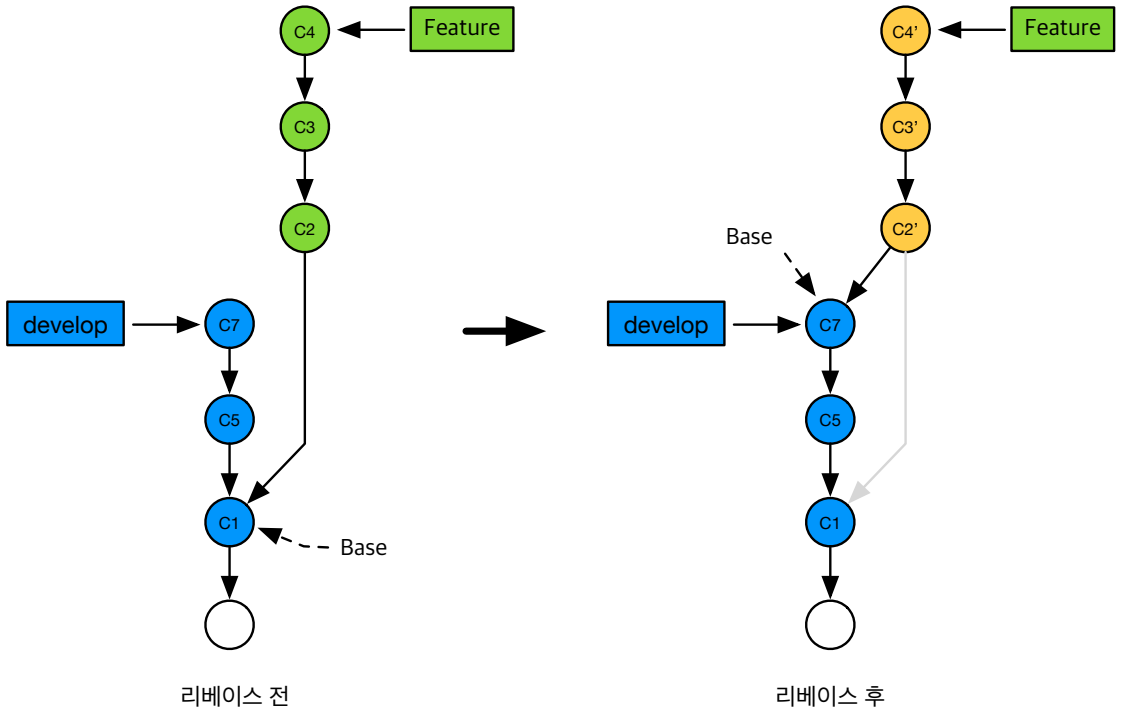 C4
Feature
C3
C2
develop
C7
C5
C1
Base
리베이스 전
C4’
Feature
C3’
C2’
Base
develop
C7
C5
C1
리베이스 후